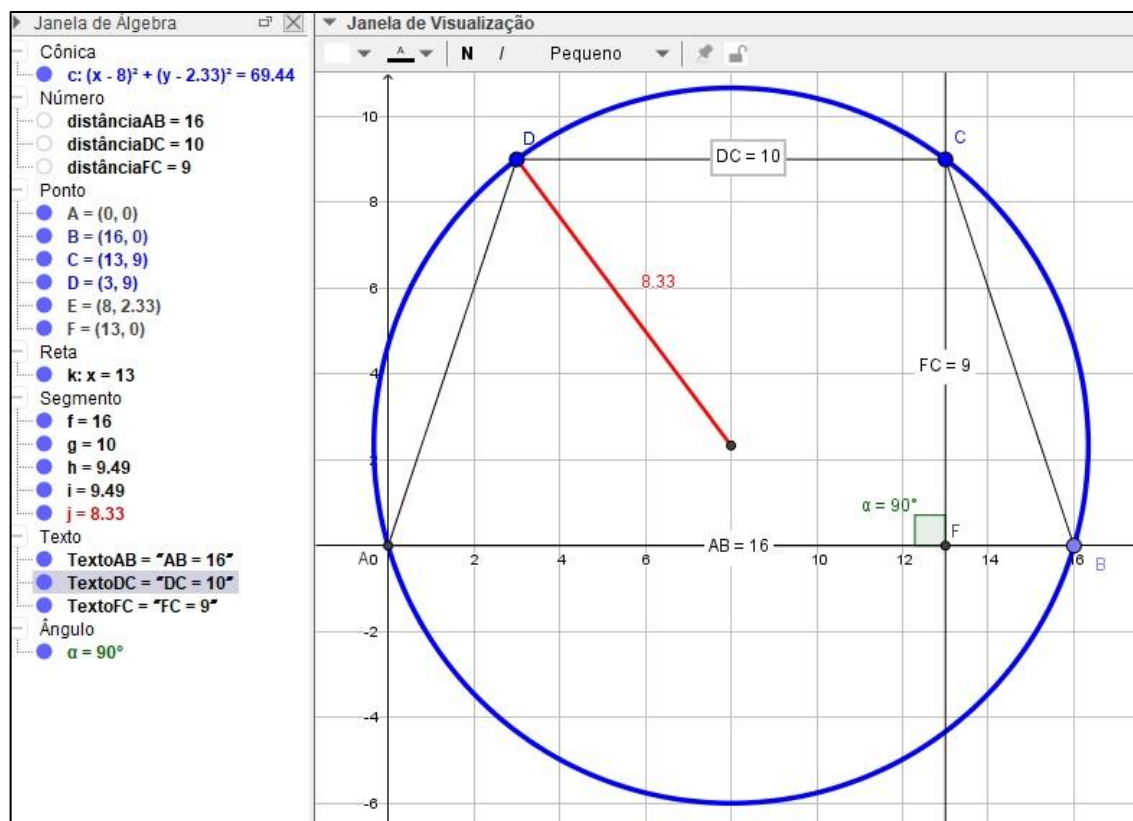 Janela de Álgebra
Cônica
c: (x - 8)² + (y - 2.33)² = 69.44
Número
distânciaAB = 16
distânciaDC = 10
distânciaFC = 9
Ponto
A = (0, 0)
B = (16, 0)
C = (13, 9)
D = (3, 9)
E = (8, 2.33)
F = (13, 0)
Reta
k: x = 13
Segmento
f = 16
g = 10
h = 9.49
i = 9.49
j = 8.33
Texto
TextoAB = "AB = 16"
TextoDC = "DC = 10"
TextoFC = "FC = 9"
Ângulo
α = 90°
Janela de Visualização
A N I Pequeno
10
D
C
DC = 10
8
8.33
6
FC = 9
4
2
α = 90°
F
A 0 2 4 6 AB = 16 10 12 14 16 B
-2
-4
-6